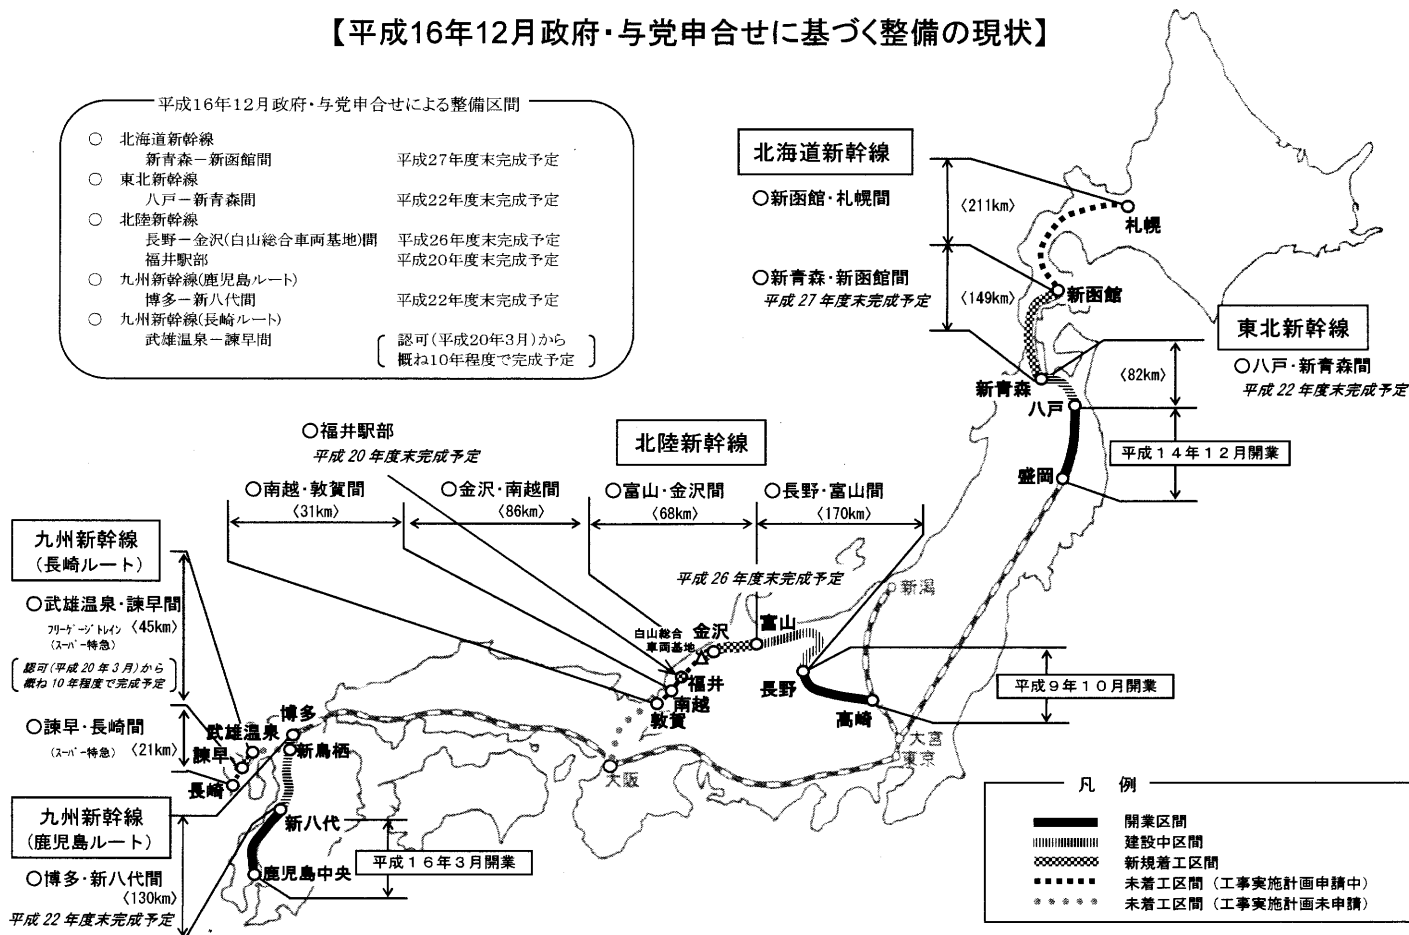 【平成16年12月政府・与党申合せに基づく整備の現状】
平成16年12月政府・与党申合せによる整備区間
○ 北海道新幹線
新青森－新函館間 平成27年度末完成予定
○ 東北新幹線
八戸－新青森間 平成22年度末完成予定
○ 北陸新幹線
長野－金沢(白山総合車両基地)間 平成26年度末完成予定
福井駅部 平成20年度末完成予定
○ 九州新幹線(鹿児島ルート)
博多－新八代間 平成22年度末完成予定
○ 九州新幹線(長崎ルート)
武雄温泉－諫早間 認可(平成20年3月)から
概ね10年程度で完成予定
北海道新幹線
○新函館・札幌間
〈211km〉
札幌
○新青森・新函館間
平成27年度末完成予定
〈149km〉
新函館
東北新幹線
○八戸・新青森間
平成22年度末完成予定
〈82km〉
新青森
八戸
平成14年12月開業
盛岡
北陸新幹線
○福井駅部
平成20年度末完成予定
○南越・敦賀間
〈31km〉
○金沢・南越間
〈86km〉
○富山・金沢間
〈68km〉
○長野・富山間
〈170km〉
平成26年度末完成予定
新潟
白山総合
車両基地
金沢
富山
福井
南越
敦賀
長野
高崎
平成9年10月開業
大宮
東京
大阪
九州新幹線
(長崎ルート)
○武雄温泉・諫早間
フリーゲージトレイン 〈45km〉
(スーパー特急)
認可(平成20年3月)から
概ね10年程度で完成予定
○諫早・長崎間
(スーパー特急) 〈21km〉
博多
武雄温泉
新鳥栖
諫早
長崎
九州新幹線
(鹿児島ルート)
○博多・新八代間
〈130km〉
平成22年度末完成予定
新八代
平成16年3月開業
鹿児島中央
凡 例
開業区間
建設中区間
新規着工区間
未着工区間（工事実施計画申請中）
未着工区間（工事実施計画未申請）